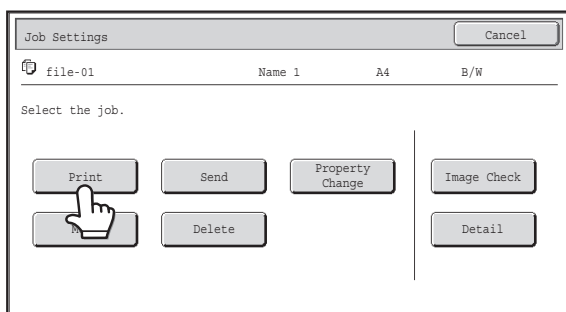 Job Settings Cancel
file-01 Name 1 A4 B/W
Select the job.
Print Send Property Change Image Check
Delete Detail